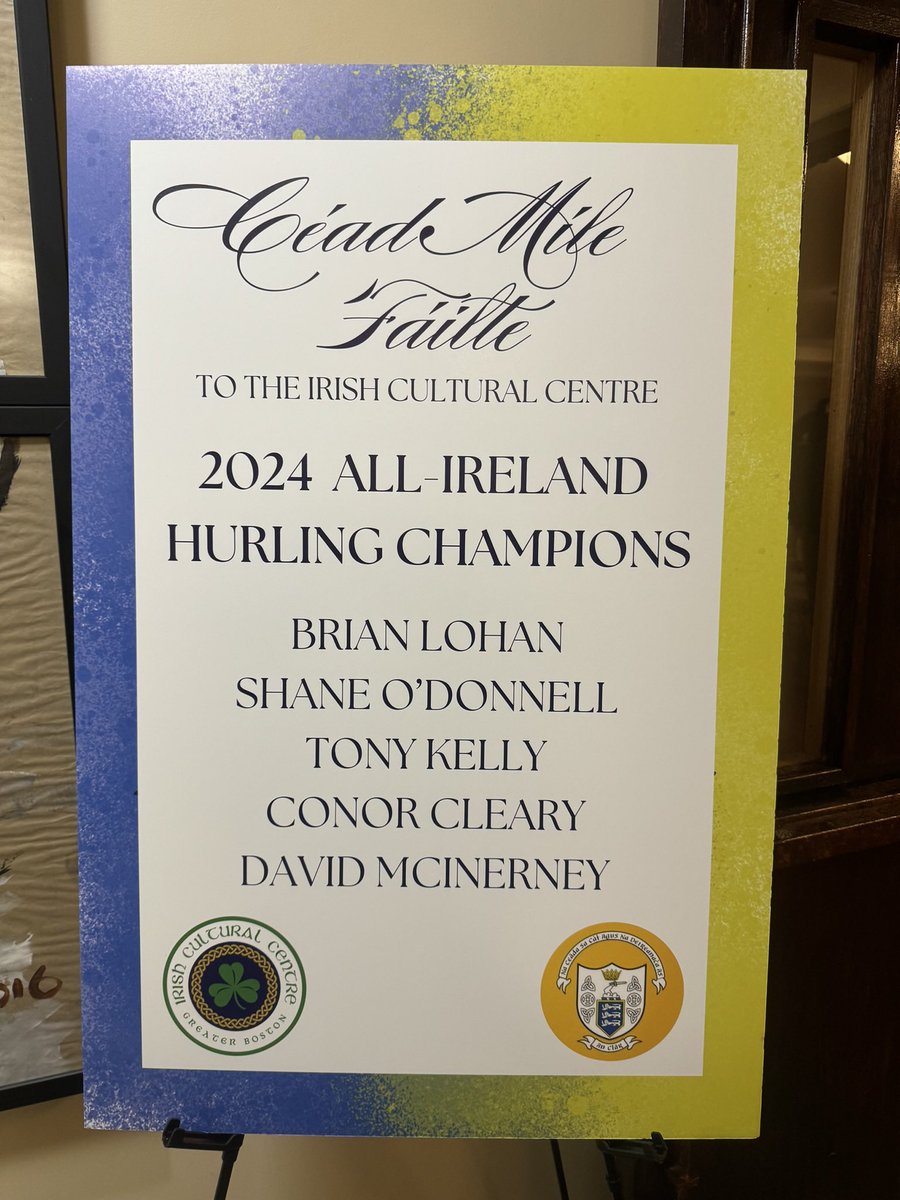 Céad Míle
Fáilte
TO THE IRISH CULTURAL CENTRE
2024 ALL-IRELAND
HURLING CHAMPIONS
BRIAN LOHAN
SHANE O’DONNELL
TONY KELLY
CONOR CLEARY
DAVID MCINERNEY
IRISH CULTURAL CENTRE
GREATER BOSTON
an Clár